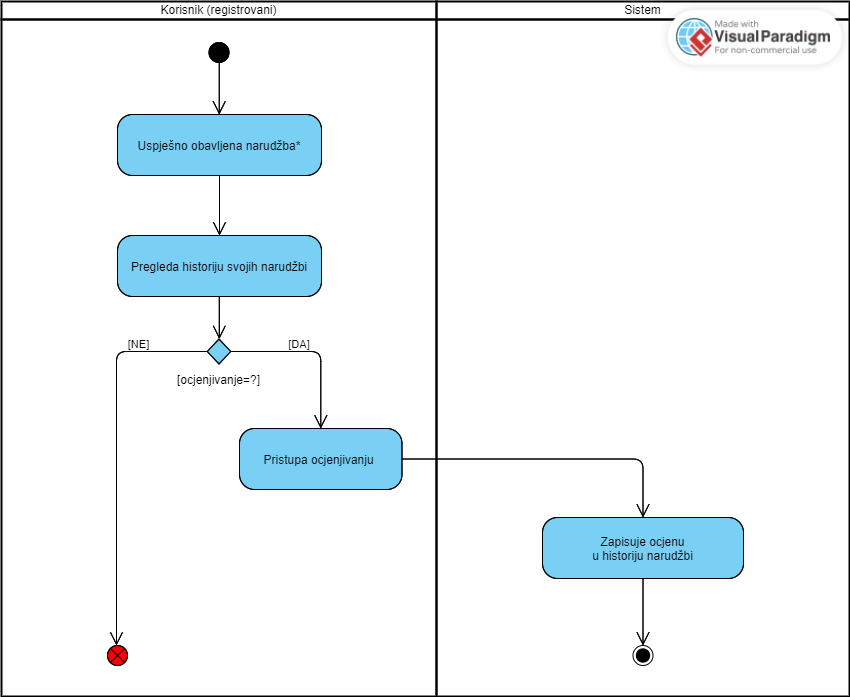 Korisnik (registrovani)
Sistem
Made with
Visual Paradigm
For non-commercial use
Uspješno obavljena narudžba*
Pregleda historiju svojih narudžbi
[NE]
[DA]
[ocjenjivanje=?]
Pristupa ocjenjivanju
Zapisuje ocjenu
u historiju narudžbi